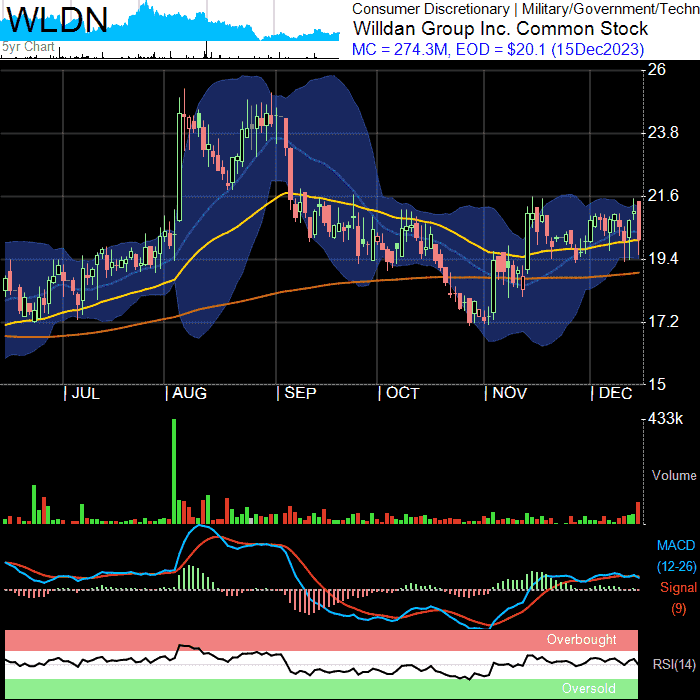 WLDN
5yr Chart
Consumer Discretionary | Military/Government/Techn
Willdan Group Inc. Common Stock
MC = 274.3M, EOD = $20.1 (15Dec2023)
26
23.8
21.6
19.4
17.2
15
| JUL | AUG | SEP | OCT | NOV | DEC
433k
Volume
MACD
(12-26)
Signal
(9)
Overbought
RSI(14)
Oversold